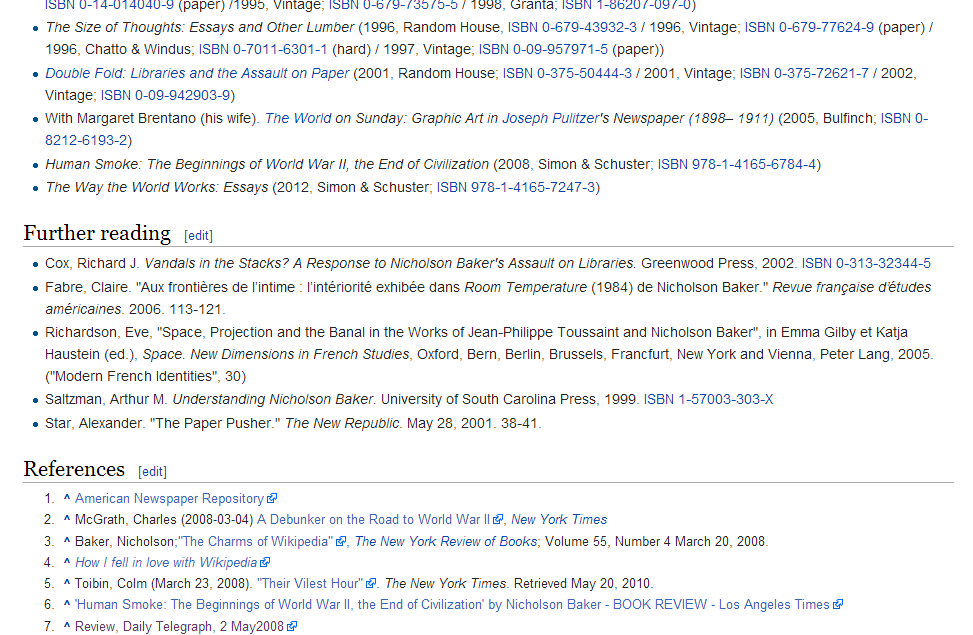 ISBN 0-14-014040-9 (paper) /1995, Vintage; ISBN 0-679-73575-5 / 1998, Granta; ISBN 1-86207-097-0)
The Size of Thoughts: Essays and Other Lumber (1996, Random House, ISBN 0-679-43932-3 / 1996, Vintage; ISBN 0-679-77624-9 (paper) /
1996, Chatto & Windus; ISBN 0-7011-6301-1 (hard) / 1997, Vintage; ISBN 0-09-957971-5 (paper))
Double Fold: Libraries and the Assault on Paper (2001, Random House; ISBN 0-375-50444-3 / 2001, Vintage; ISBN 0-375-72621-7 / 2002,
Vintage; ISBN 0-09-942903-9)
With Margaret Brentano (his wife). The World on Sunday: Graphic Art in Joseph Pulitzer's Newspaper (1898– 1911) (2005, Bulfinch; ISBN 0-
8212-6193-2)
Human Smoke: The Beginnings of World War II, the End of Civilization (2008, Simon & Schuster; ISBN 978-1-4165-6784-4)
The Way the World Works: Essays (2012, Simon & Schuster; ISBN 978-1-4165-7247-3)
Further reading [edit]
Cox, Richard J. Vandals in the Stacks? A Response to Nicholson Baker's Assault on Libraries. Greenwood Press, 2002. ISBN 0-313-32344-5
Fabre, Claire. "Aux frontières de l'intime : l'intériorité exhibée dans Room Temperature (1984) de Nicholson Baker." Revue française d'études
américaines. 2006. 113-121.
Richardson, Eve, "Space, Projection and the Banal in the Works of Jean-Philippe Toussaint and Nicholson Baker", in Emma Gilby et Katja
Haustein (ed.), Space. New Dimensions in French Studies, Oxford, Bern, Berlin, Brussels, Francfurt, New York and Vienna, Peter Lang, 2005.
("Modern French Identities", 30)
Saltzman, Arthur M. Understanding Nicholson Baker. University of South Carolina Press, 1999. ISBN 1-57003-303-X
Star, Alexander. "The Paper Pusher." The New Republic. May 28, 2001. 38-41.
References [edit]
1. ^ American Newspaper Repository
2. ^ McGrath, Charles (2008-03-04) A Debunker on the Road to World War II, New York Times
3. ^ Baker, Nicholson;"The Charms of Wikipedia", The New York Review of Books; Volume 55, Number 4 March 20, 2008.
4. ^ How I fell in love with Wikipedia
5. ^ Toibin, Colm (March 23, 2008). "Their Vilest Hour". The New York Times. Retrieved May 20, 2010.
6. ^ 'Human Smoke: The Beginnings of World War II, the End of Civilization' by Nicholson Baker - BOOK REVIEW - Los Angeles Times
7. ^ Review, Daily Telegraph, 2 May2008